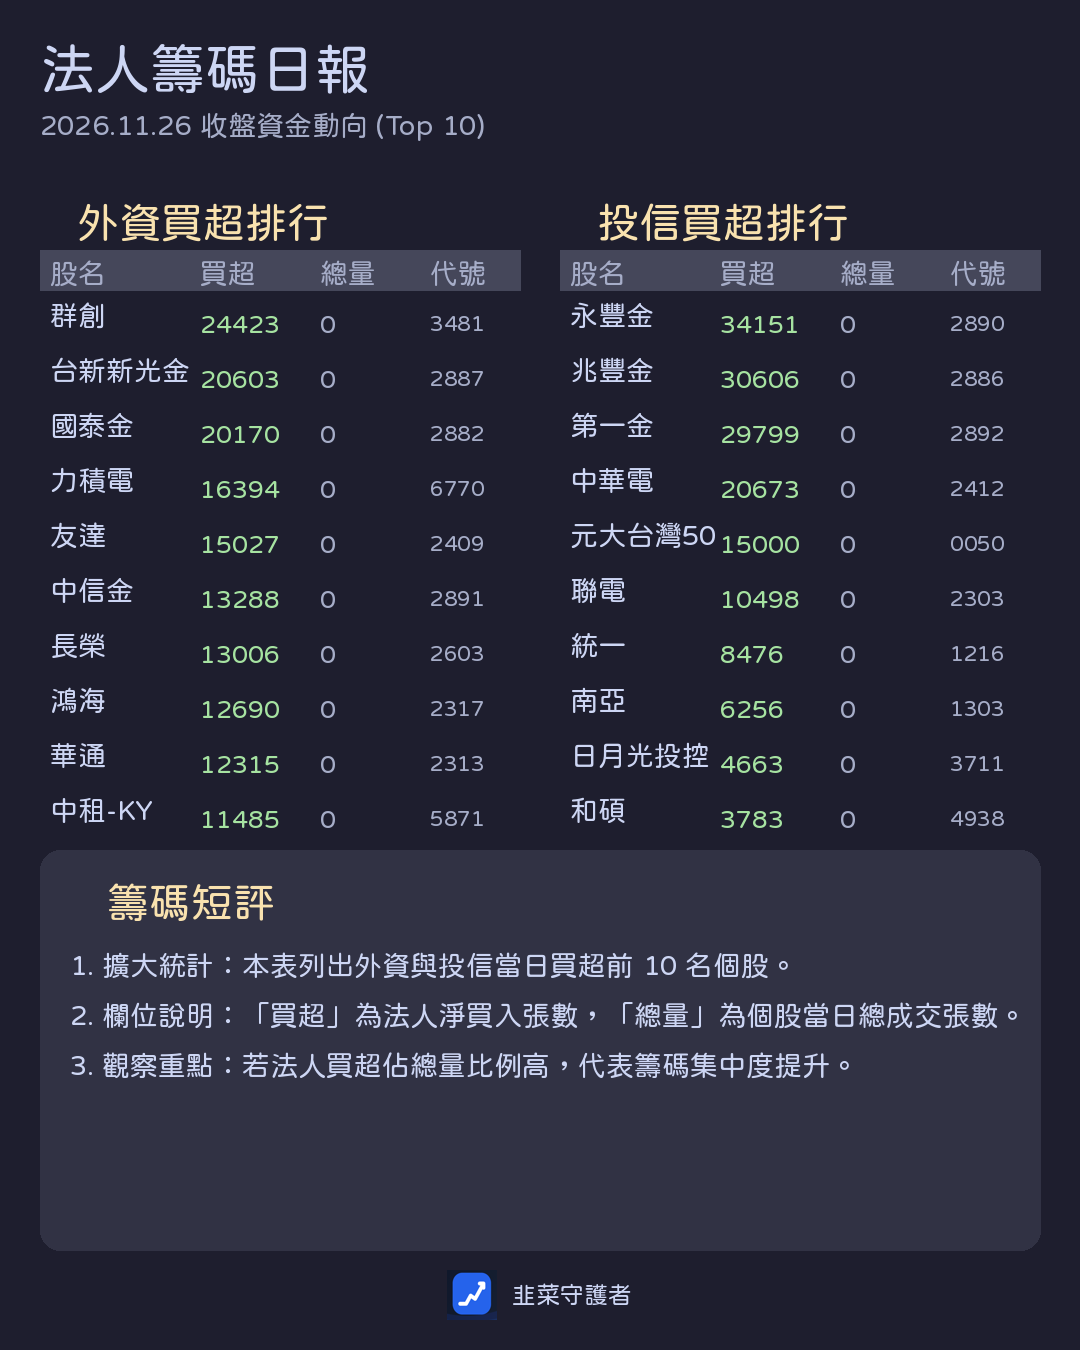 法人籌碼日報
2026.11.26 收盤資金動向 (Top 10)
外資買超排行
股名 買超 總量 代號
群創 24423 0 3481
台新新光金 20603 0 2887
國泰金 20170 0 2882
力積電 16394 0 6770
友達 15027 0 2409
中信金 13288 0 2891
長榮 13006 0 2603
鴻海 12690 0 2317
華通 12315 0 2313
中租-KY 11485 0 5871
投信買超排行
股名 買超 總量 代號
永豐金 34151 0 2890
兆豐金 30606 0 2886
第一金 29799 0 2892
中華電 20673 0 2412
元大台灣50 15000 0 0050
聯電 10498 0 2303
統一 8476 0 1216
南亞 6256 0 1303
日月光投控 4663 0 3711
和碩 3783 0 4938
籌碼短評
1. 擴大統計：本表列出外資與投信當日買超前 10 名個股。
2. 欄位說明：「買超」為法人淨買入張數，「總量」為個股當日總成交張數。
3. 觀察重點：若法人買超佔總量比例高，代表籌碼集中度提升。
韭菜守護者